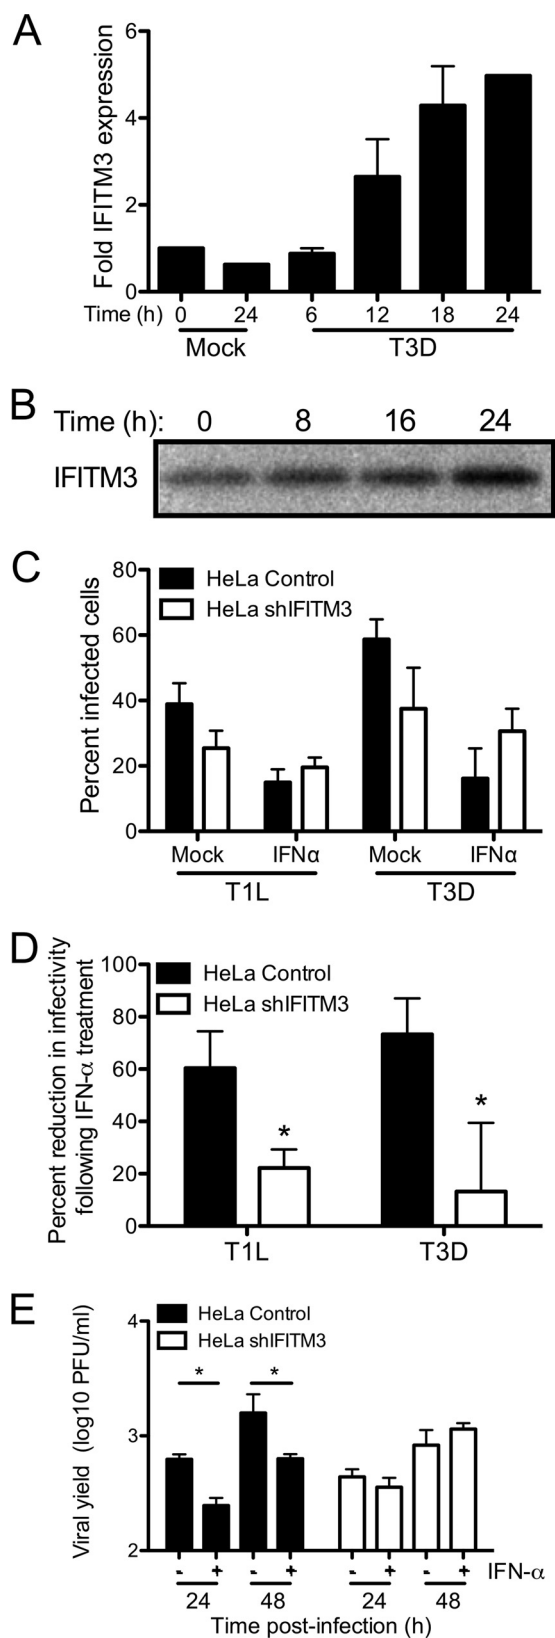 A
Fold IFITM3 expression
6
4
2
0
Time (h) 0 24 6 12 18 24
Mock T3D
B
Time (h): 0 8 16 24
IFITM3
C
Percent infected cells
80
60
40
20
0
HeLa Control
HeLa shIFITM3
Mock IFNα Mock IFNα
T1L T3D
D
Percent reduction in infectivity
following IFN-α treatment
100
80
60
40
20
0
HeLa Control
HeLa shIFITM3
* *
T1L T3D
E
Viral yield (log10 PFU/ml)
4
3
2
HeLa Control
HeLa shIFITM3
* *
- + - + - + - + IFN-α
24 48 24 48
Time post-infection (h)